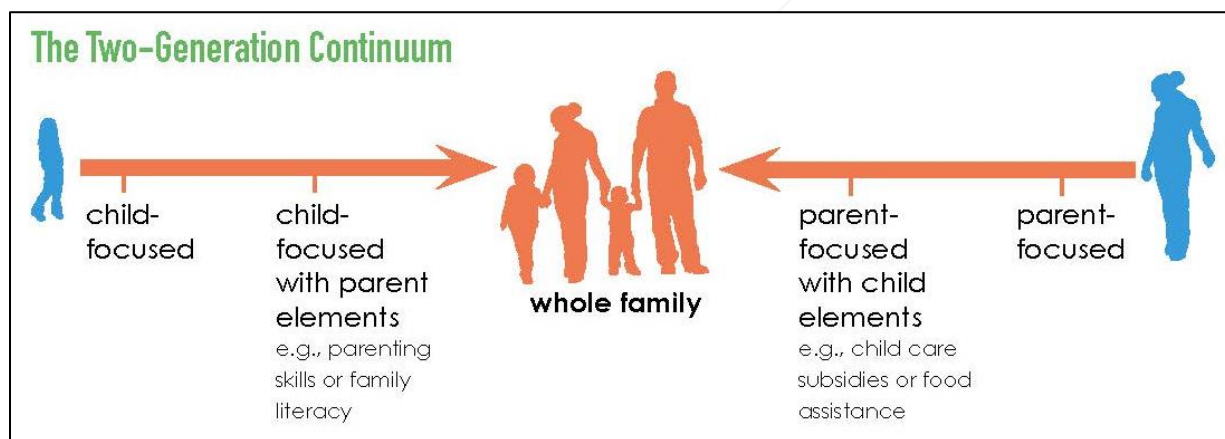 The Two-Generation Continuum
child-
focused
child-
focused
with parent
elements
e.g., parenting
skills or family
literacy
whole family
parent-
focused
with child
elements
e.g., child care
subsidies or food
assistance
parent-
focused